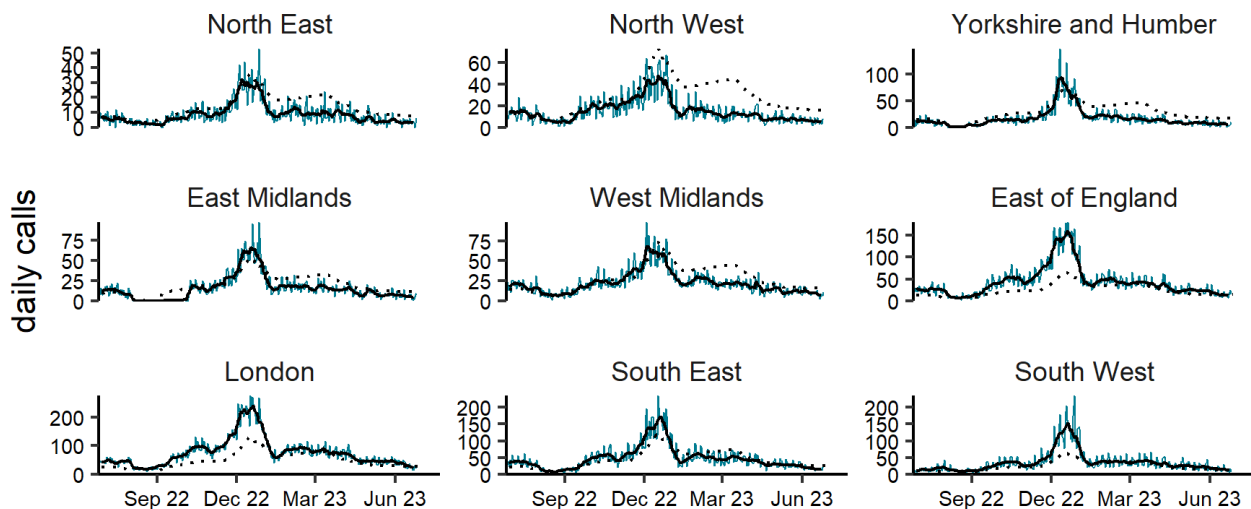 North East
North West
Yorkshire and Humber
50
40
30
20
10
0
60
40
20
0
100
50
0
daily calls
East Midlands
West Midlands
East of England
75
50
25
0
75
50
25
0
150
100
50
0
London
South East
South West
200
100
0
200
150
100
50
0
200
150
100
50
0
Sep 22 Dec 22 Mar 23 Jun 23
Sep 22 Dec 22 Mar 23 Jun 23
Sep 22 Dec 22 Mar 23 Jun 23